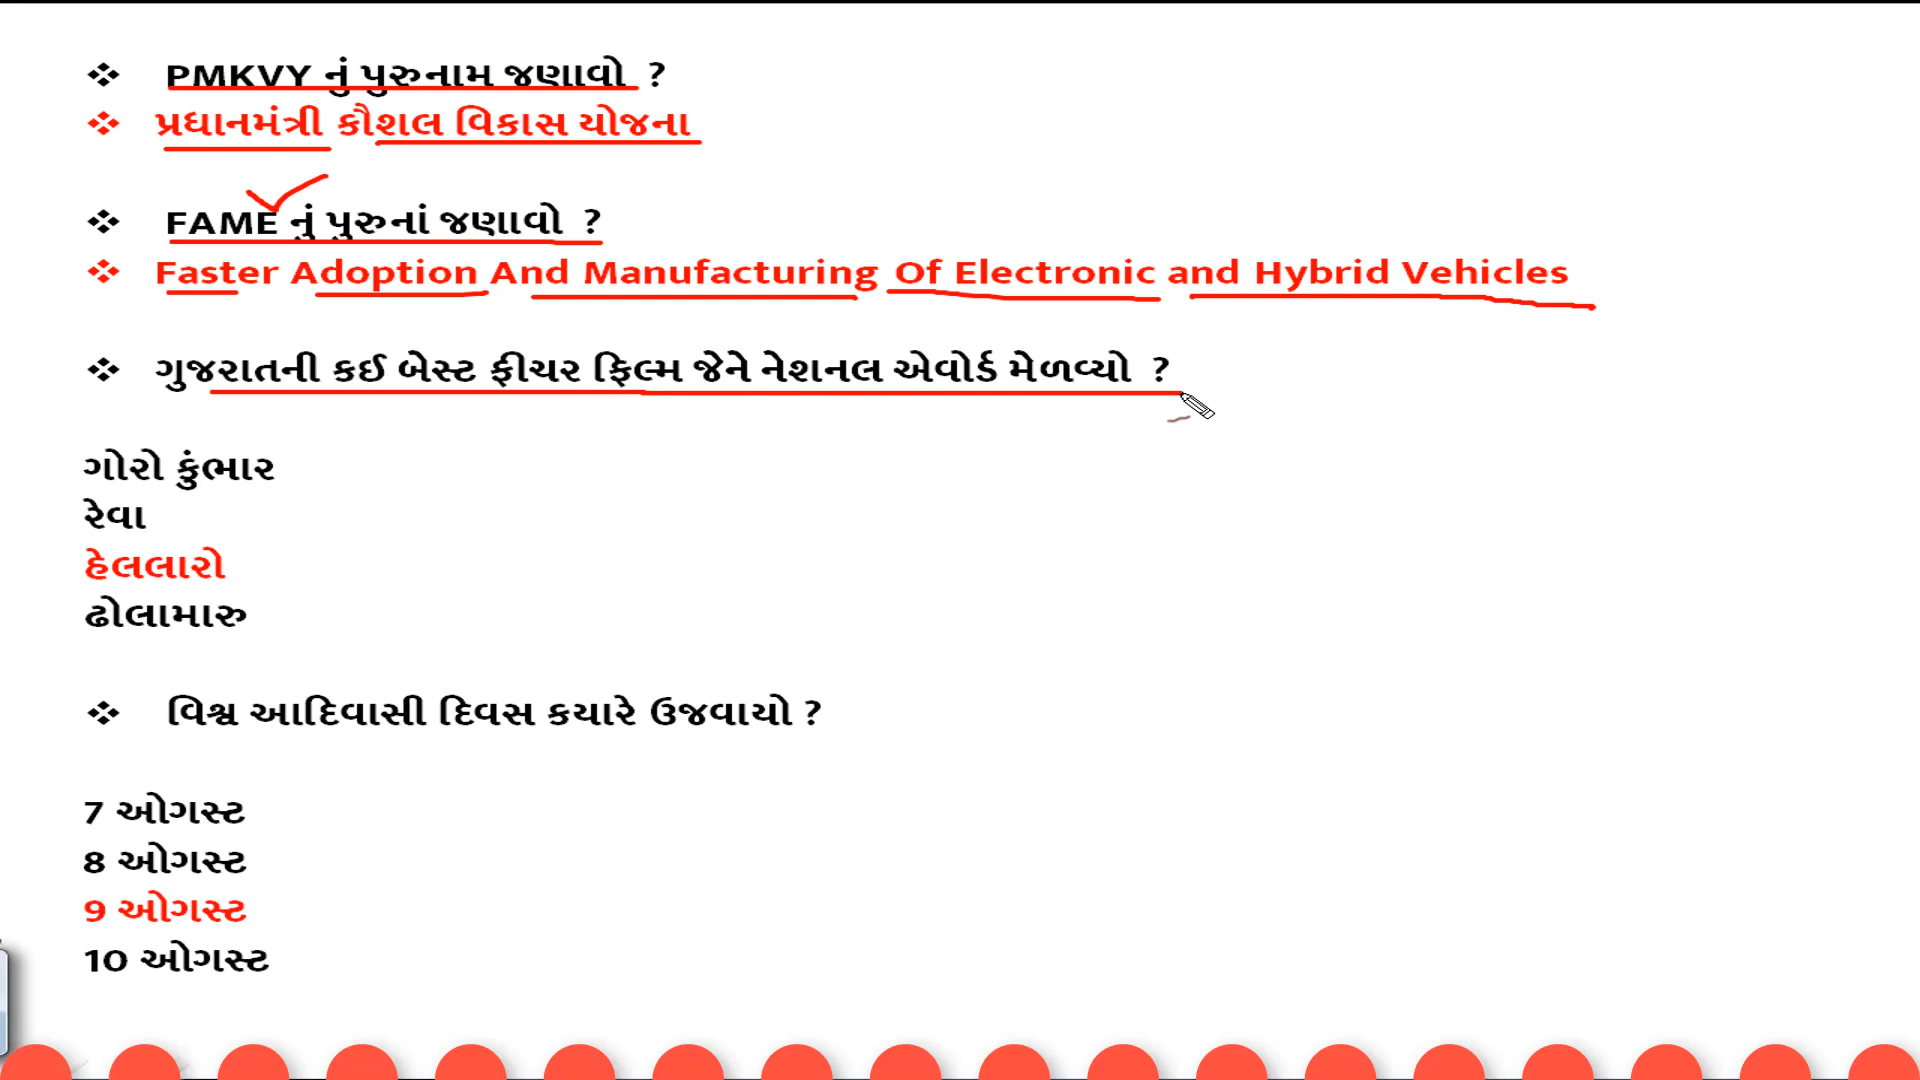 ❖ PMKVY નું પુરુનામ જણાવો ?
❖ પ્રધાનમંત્રી કૌશલ વિકાસ યોજના
❖ FAME નું પુરુનાં જણાવો ?
❖ Faster Adoption And Manufacturing Of Electronic and Hybrid Vehicles
❖ ગુજરાતની કઈ બેસ્ટ ફીચર ફિલ્મ જેને નેશનલ એવોર્ડ મેળવ્યો ?
ગોરો કુંભાર
રેવા
હેલલારો
ઢોલામારુ
❖ વિશ્વ આદિવાસી દિવસ કયારે ઉજવાયો ?
7 ઓગસ્ટ
8 ઓગસ્ટ
9 ઓગસ્ટ
10 ઓગસ્ટ